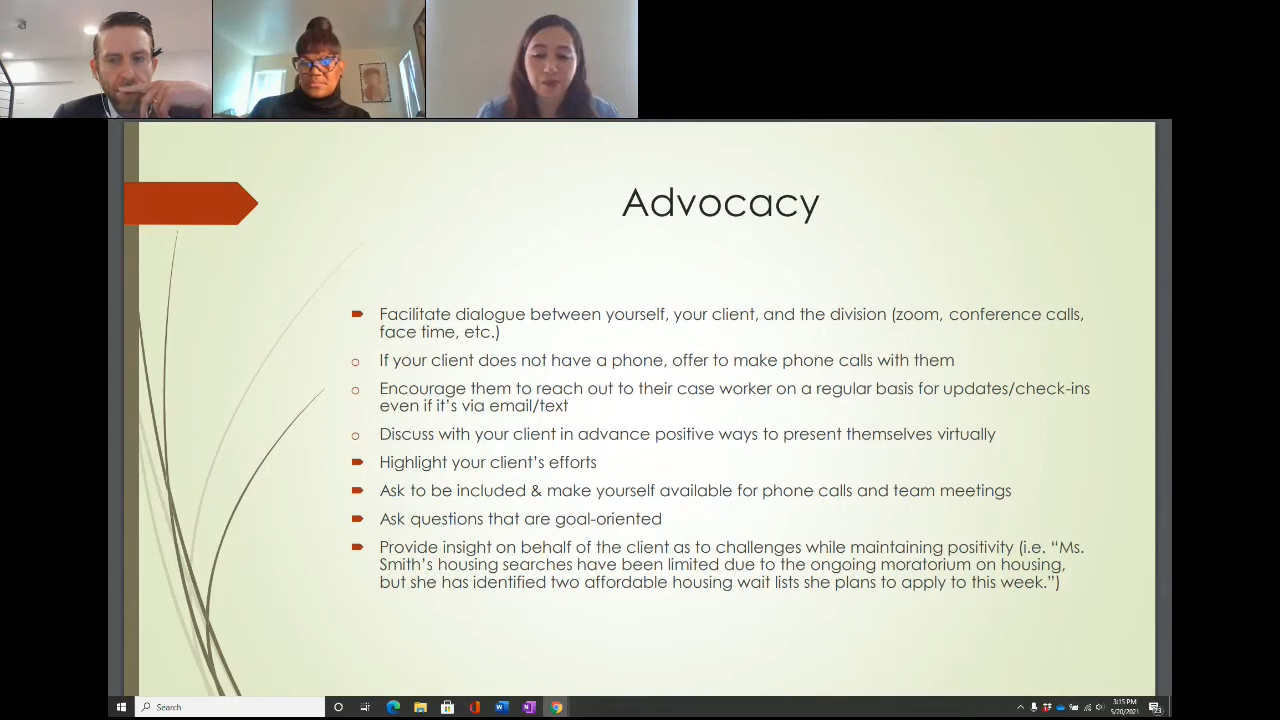 Advocacy
Facilitate dialogue between yourself, your client, and the division (zoom, conference calls,
face time, etc.)
If your client does not have a phone, offer to make phone calls with them
Encourage them to reach out to their case worker on a regular basis for updates/check-ins
even if it's via email/text
Discuss with your client in advance positive ways to present themselves virtually
Highlight your client's efforts
Ask to be included & make yourself available for phone calls and team meetings
Ask questions that are goal-oriented
Provide insight on behalf of the client as to challenges while maintaining positivity (i.e. “Ms.
Smith's housing searches have been limited due to the ongoing moratorium on housing,
but she has identified two affordable housing wait lists she plans to apply to this week.”)
Search
3:15 PM
5/20/2021